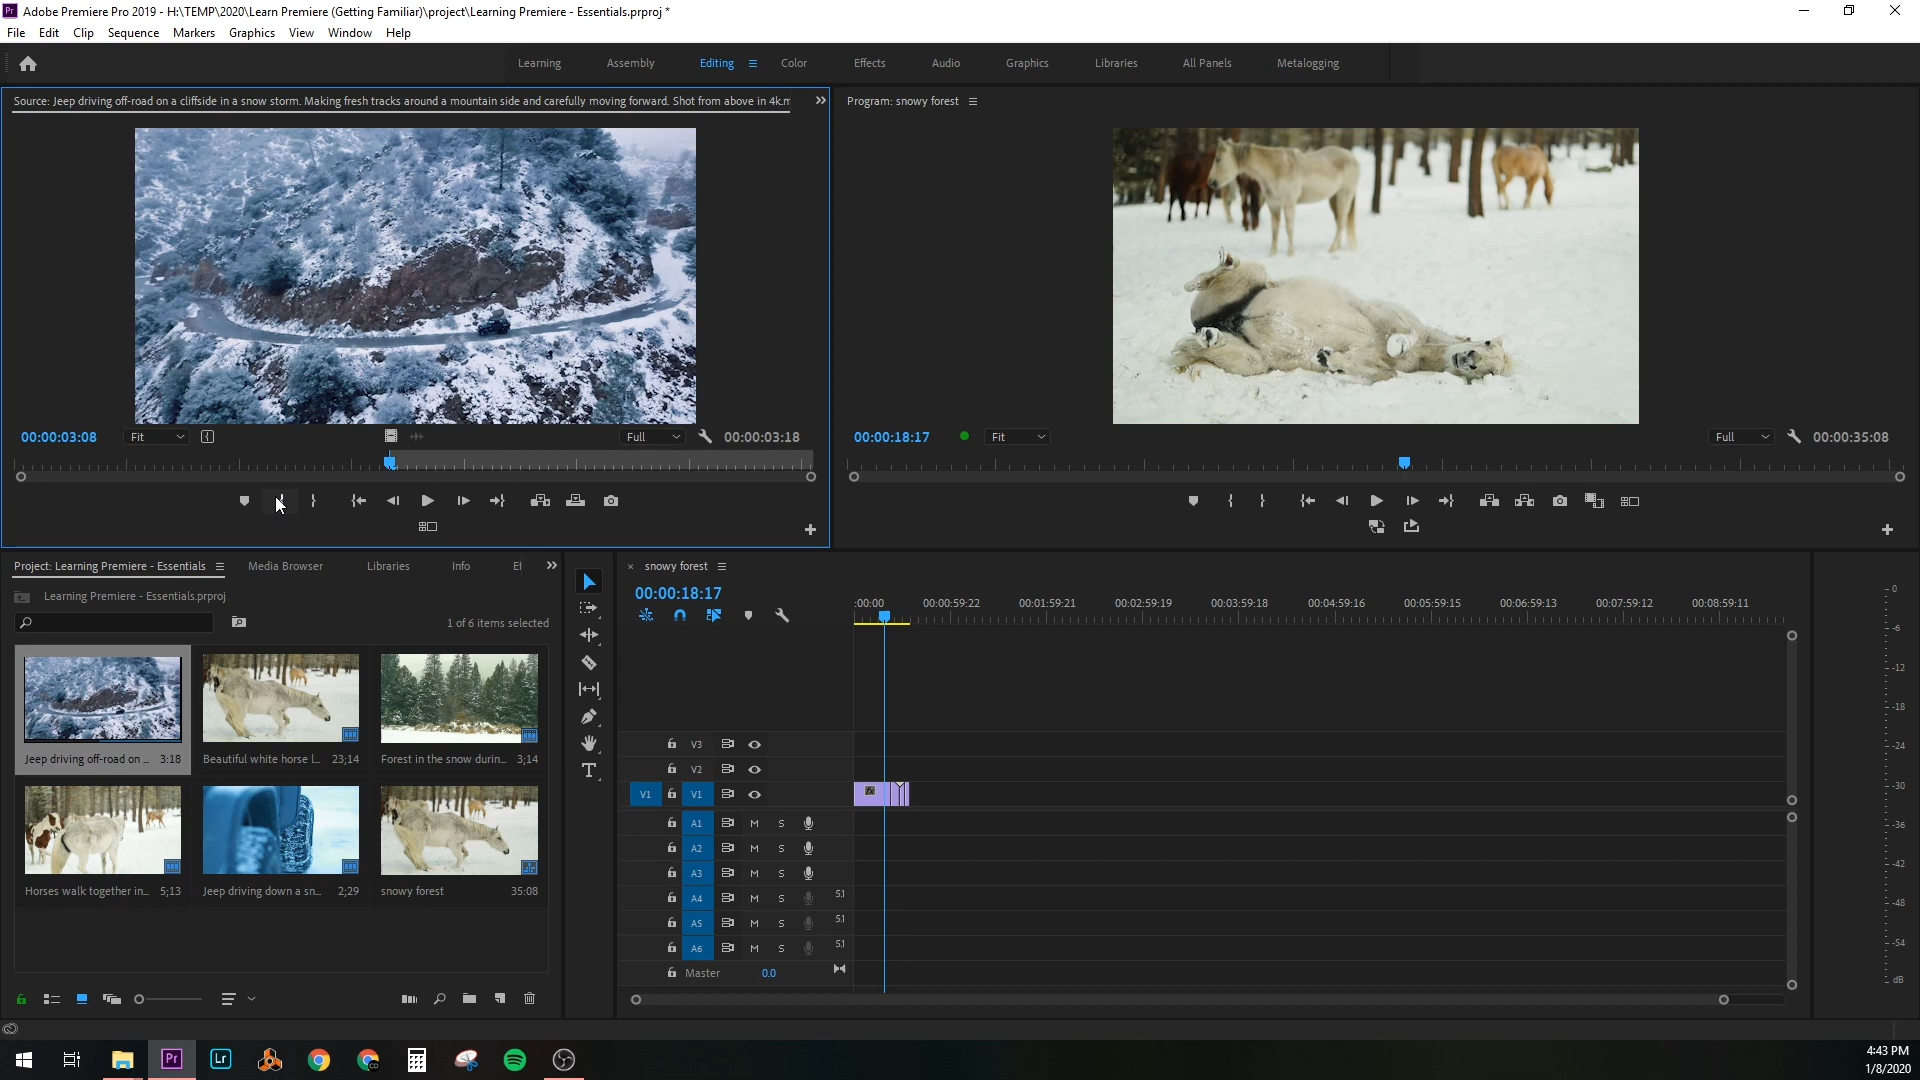 Pr Adobe Premiere Pro 2019 - H:\TEMP\2020\Learn Premiere (Getting Familiar)\project\Learning Premiere - Essentials.prproj *
File Edit Clip Sequence Markers Graphics View Window Help
Learning Assembly Editing Color Effects Audio Graphics Libraries All Panels Metalogging
Source: Jeep driving off-road on a cliffside in a snow storm. Making fresh tracks around a mountain side and carefully moving forward. Shot from above in 4k.m
Program: snowy forest
00:00:03:08 Fit Full 00:00:03:18
00:00:18:17 Fit Full 00:00:35:08
Project: Learning Premiere - Essentials Media Browser Libraries Info Ef
Learning Premiere - Essentials.prproj
1 of 6 items selected
Jeep driving off-road on ... 3:18
Beautiful white horse l... 23;14
Forest in the snow durin... 3;14
Horses walk together in... 5;13
Jeep driving down a sn... 2;29
snowy forest 35:08
× snowy forest
00:00:18:17
:00:00 00:00:59:22 00:01:59:21 00:02:59:19 00:03:59:18 00:04:59:16 00:05:59:15 00:06:59:13 00:07:59:12 00:08:59:11
V3
V2
V1 V1
fx
A1 M S
A2 M S
A3 M S
A4 M S 5.1
A5 M S 5.1
A6 M S 5.1
Master 0.0
0
-6
-12
-18
-24
-30
-36
-42
-48
-54
dB
Pr Lr
4:43 PM
1/8/2020